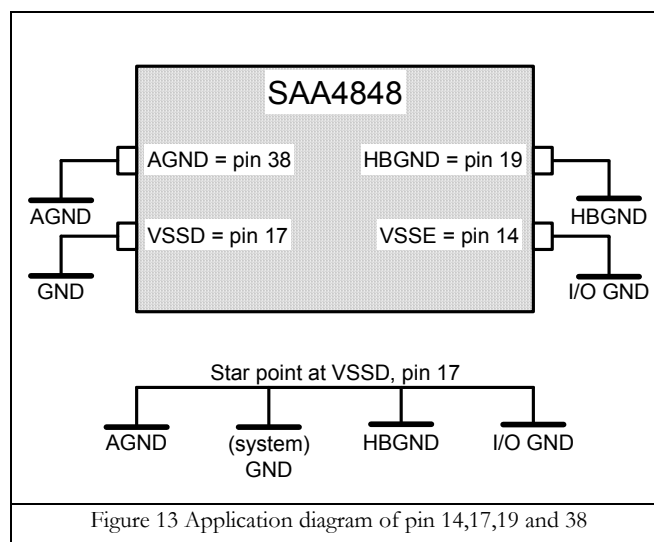 SAA4848
AGND = pin 38
HBGND = pin 19
AGND
HBGND
VSSD = pin 17
VSSE = pin 14
GND
I/O GND
Star point at VSSD, pin 17
AGND
(system)
GND
HBGND
I/O GND
Figure 13 Application diagram of pin 14,17,19 and 38